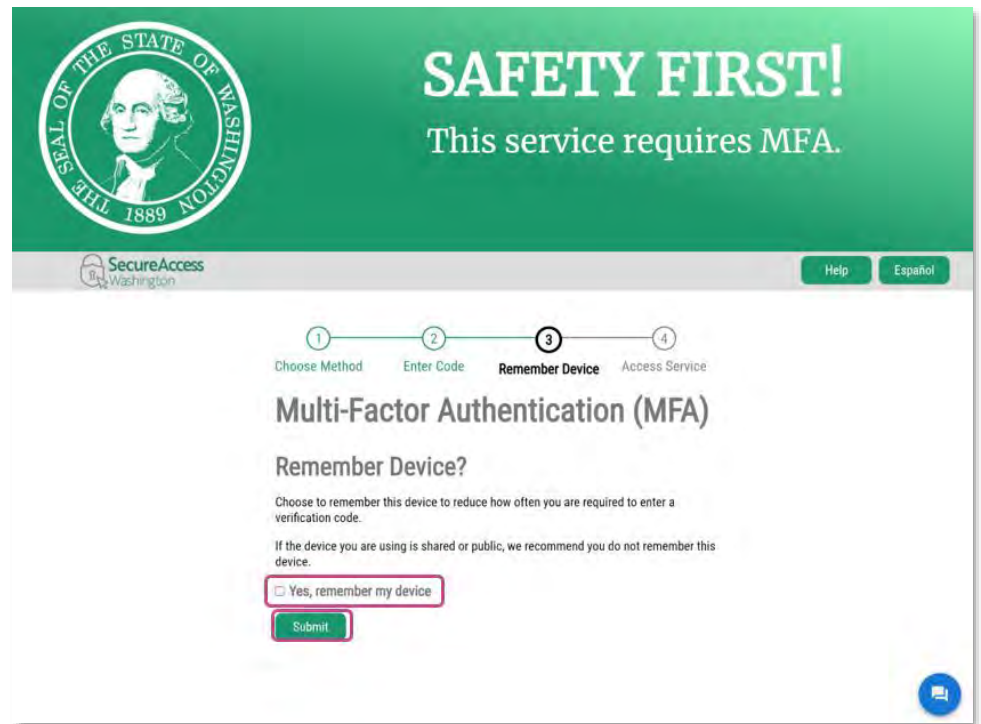 THE SEAL OF THE STATE OF WASHINGTON
1889
SAFETY FIRST!
This service requires MFA.
SecureAccess
Washington
Help
Español
1
2
3
4
Choose Method
Enter Code
Remember Device
Access Service
Multi-Factor Authentication (MFA)
Remember Device?
Choose to remember this device to reduce how often you are required to enter a
verification code.
If the device you are using is shared or public, we recommend you do not remember this
device.
Yes, remember my device
Submit